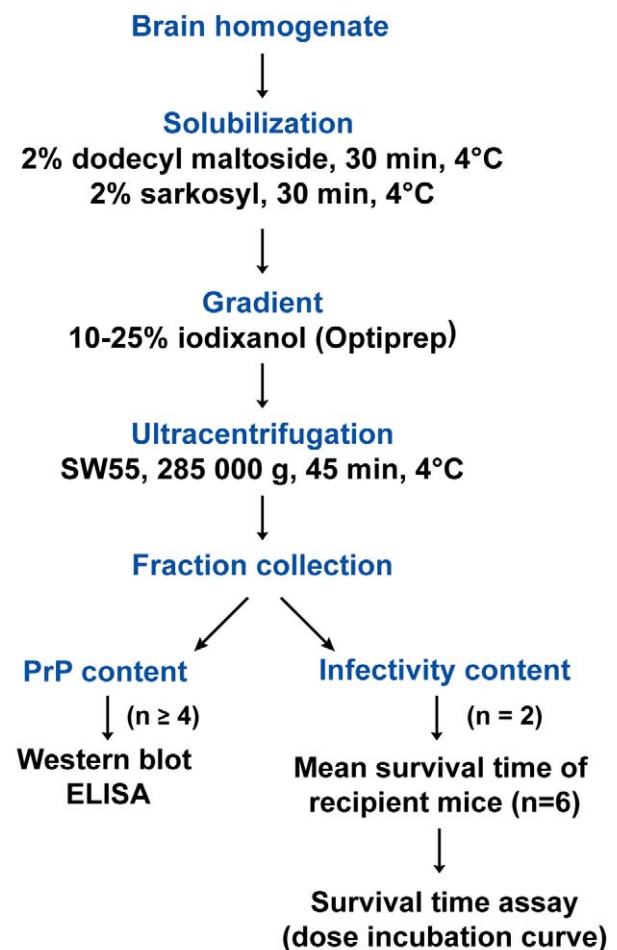 Brain homogenate
Solubilization
2% dodecyl maltoside, 30 min, 4°C
2% sarkosyl, 30 min, 4°C
Gradient
10-25% iodixanol (Optiprep)
Ultracentrifugation
SW55, 285 000 g, 45 min, 4°C
Fraction collection
PrP content
(n ≥ 4)
Western blot
ELISA
Infectivity content
(n = 2)
Mean survival time of
recipient mice (n=6)
Survival time assay
(dose incubation curve)